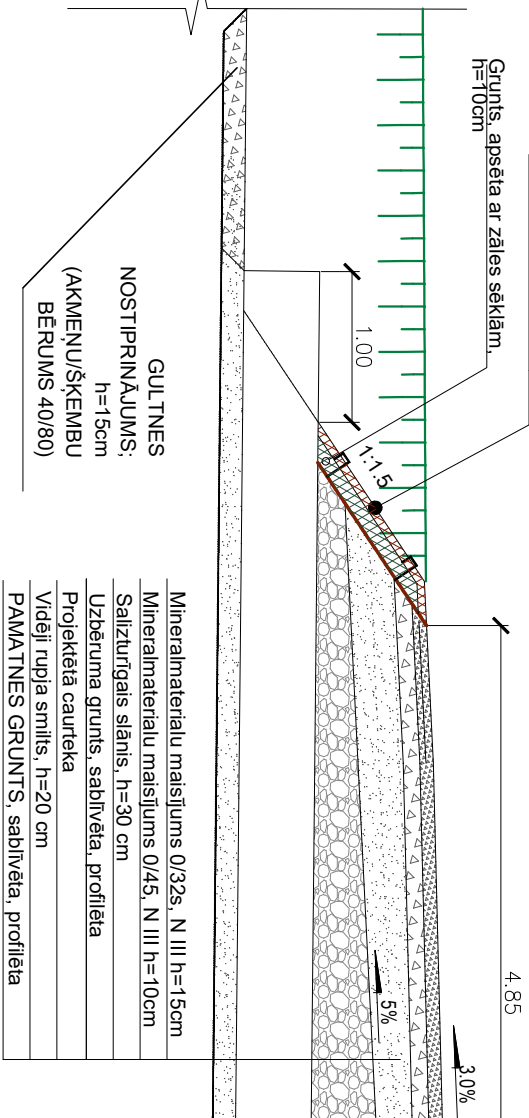 Grunts, apsēta ar zāles sēklām,
h=10cm
1.00
1:1.5
4.85
3.0%
5%
GULTNES
NOSTIPRINĀJUMS;
h=15cm
(AKMEŅU/ŠĶEMBU
BĒRUMS 40/80)
Mineralmaterialu maisījums 0/32s, N III h=15cm
Mineralmaterialu maisījums 0/45, N III h=10cm
Salizturīgais slānis, h=30 cm
Uzbēruma grunts, sablīvēta, profilēta
Projektētā caurteka
Vidēji rupja smilts, h=20 cm
PAMATNES GRUNTS, sablīvēta, profilēta